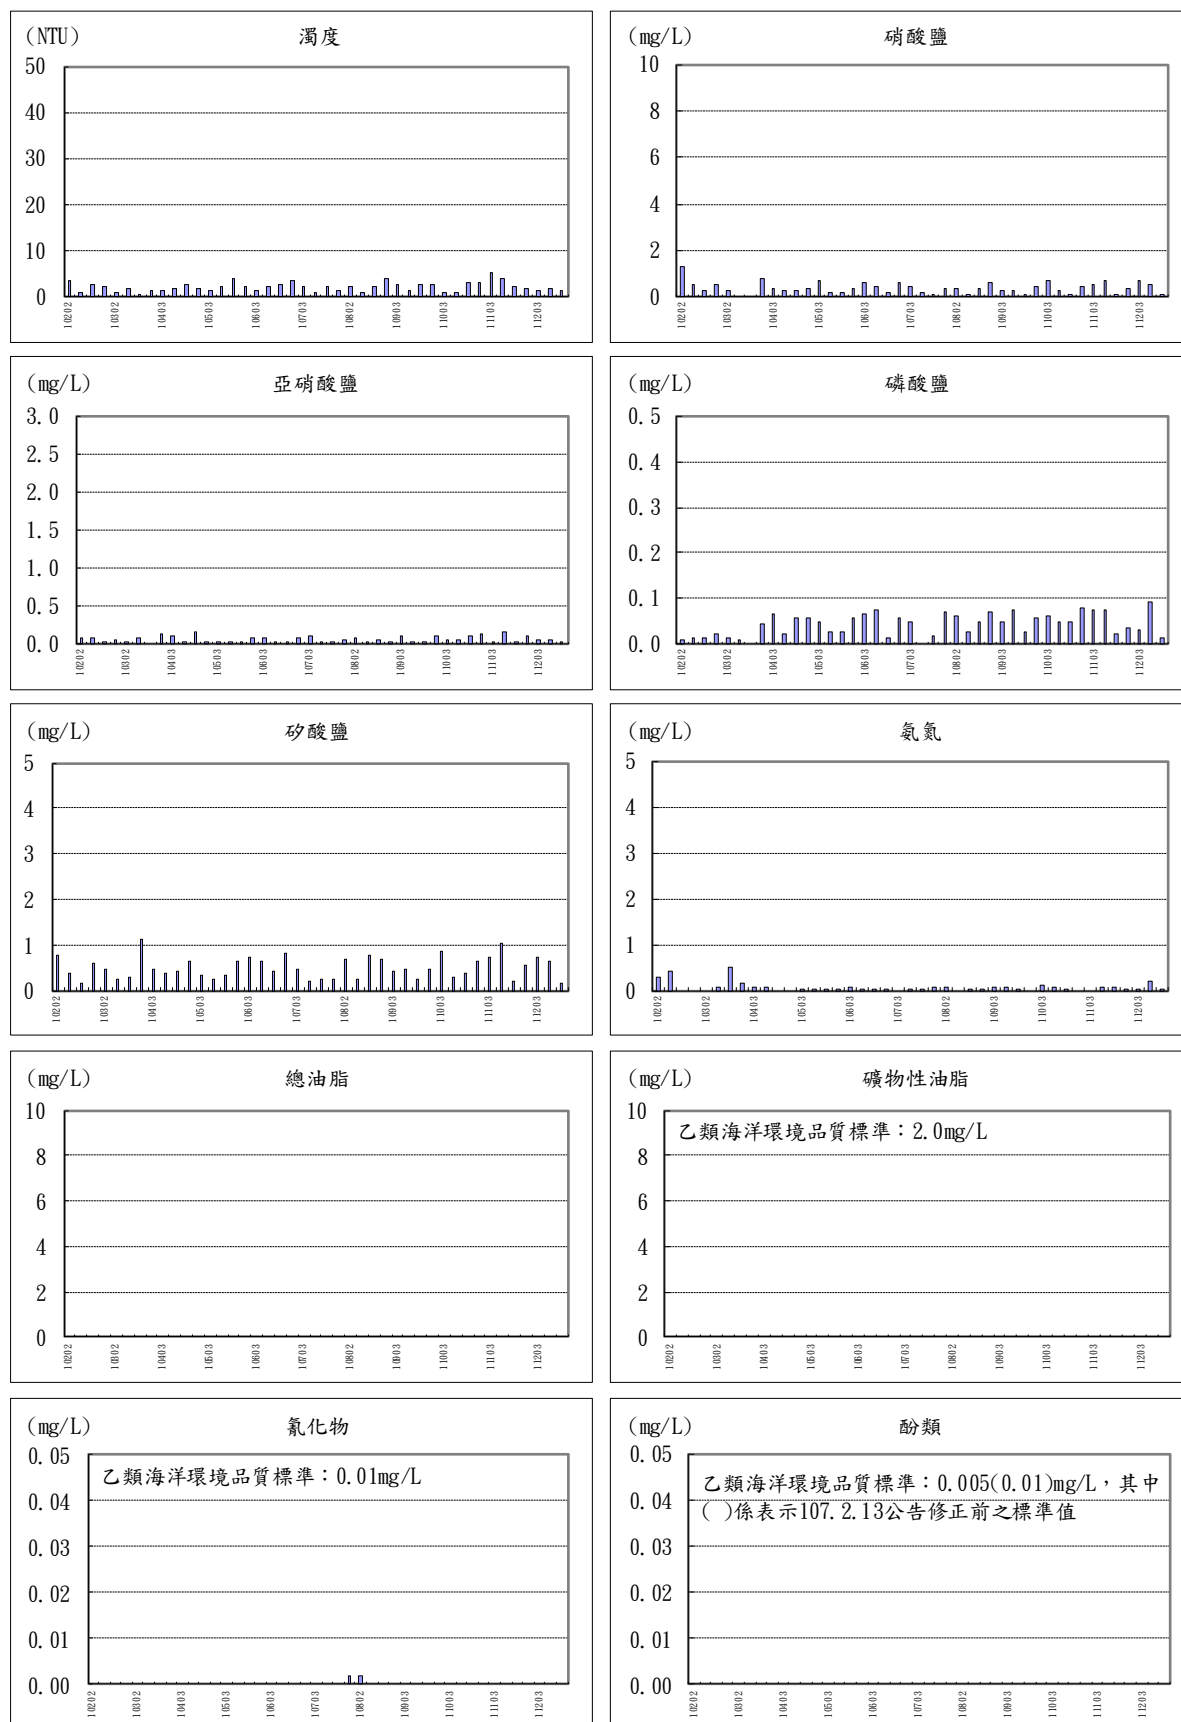 (NTU) 濁度
50
40
30
20
10
0
10202 10302 10403 10503 10603 10703 10802 10903 11003 11103 11203
(mg/L) 硝酸鹽
10
8
6
4
2
0
10202 10302 10403 10503 10603 10703 10802 10903 11003 11103 11203
(mg/L) 亞硝酸鹽
3.0
2.5
2.0
1.5
1.0
0.5
0.0
10202 10302 10403 10503 10603 10703 10802 10903 11003 11103 11203
(mg/L) 磷酸鹽
0.5
0.4
0.3
0.2
0.1
0.0
10202 10302 10403 10503 10603 10703 10802 10903 11003 11103 11203
(mg/L) 矽酸鹽
5
4
3
2
1
0
10202 10302 10403 10503 10603 10703 10802 10903 11003 11103 11203
(mg/L) 氨氮
5
4
3
2
1
0
10202 10302 10403 10503 10603 10703 10802 10903 11003 11103 11203
(mg/L) 總油脂
10
8
6
4
2
0
10202 10302 10403 10503 10603 10703 10802 10903 11003 11103 11203
(mg/L) 礦物性油脂
乙類海洋環境品質標準：2.0mg/L
10
8
6
4
2
0
10202 10302 10403 10503 10603 10703 10802 10903 11003 11103 11203
(mg/L) 氰化物
乙類海洋環境品質標準：0.01mg/L
0.05
0.04
0.03
0.02
0.01
0.00
10202 10302 10403 10503 10603 10703 10802 10903 11003 11103 11203
(mg/L) 酚類
乙類海洋環境品質標準：0.005(0.01)mg/L，其中
( )係表示107.2.13公告修正前之標準值
0.05
0.04
0.03
0.02
0.01
0.00
10202 10302 10403 10503 10603 10703 10802 10903 11003 11103 11203